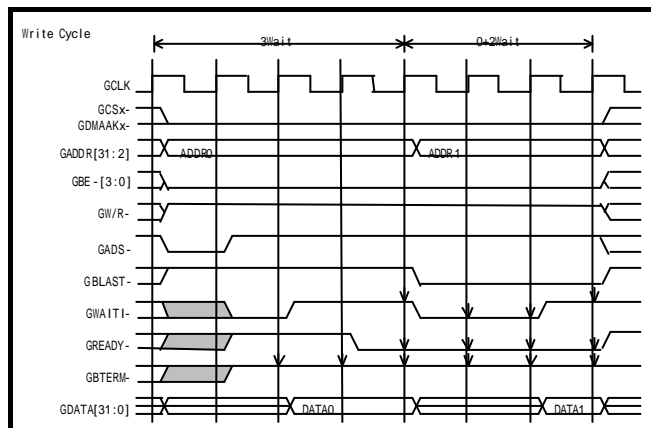 Write Cycle
3Wait
0+2Wait
GCLK
GCSx-
GDMAAKx-
GADDR[31:2]
ADDR0
ADDR1
GBE-[3:0]
GW/R-
GADS-
GBLAST-
GWAITI-
GREADY-
GBTERM-
GDATA[31:0]
DATA0
DATA1